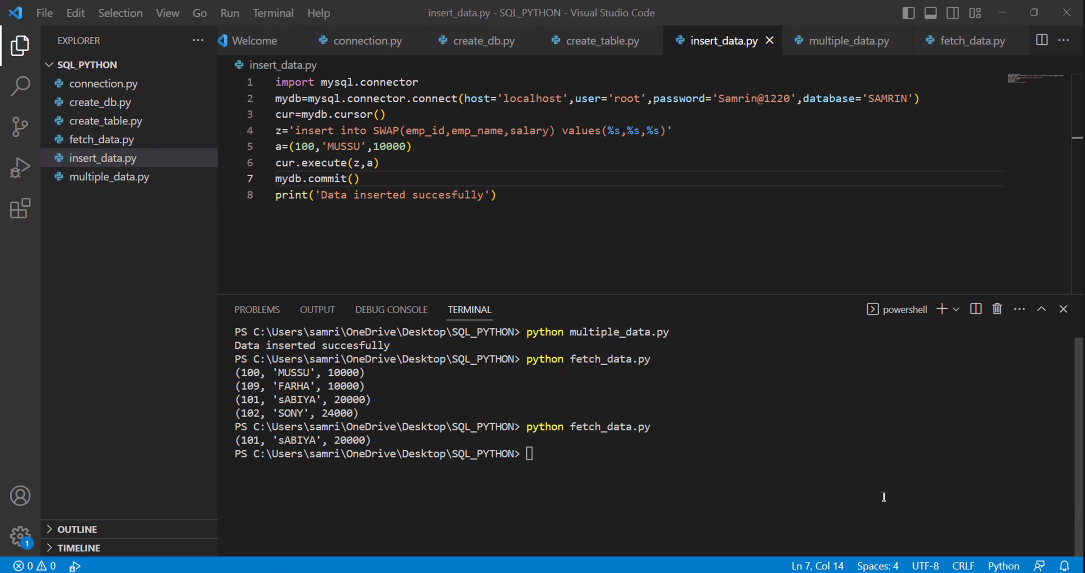 File Edit Selection View Go Run Terminal Help insert_data.py - SQL_PYTHON - Visual Studio Code
EXPLORER
Welcome connection.py create_db.py create_table.py insert_data.py multiple_data.py fetch_data.py
SQL_PYTHON
connection.py
create_db.py
create_table.py
fetch_data.py
insert_data.py
multiple_data.py
insert_data.py
1 import mysql.connector
2 mydb=mysql.connector.connect(host='localhost',user='root',password='Samrin@1220',database='SAMRIN')
3 cur=mydb.cursor()
4 z='insert into SWAP(emp_id,emp_name,salary) values(%s,%s,%s)'
5 a=(100,'MUSSU',10000)
6 cur.execute(z,a)
7 mydb.commit()
8 print('Data inserted succesfully')
PROBLEMS OUTPUT DEBUG CONSOLE TERMINAL powershell
PS C:\Users\samri\OneDrive\Desktop\SQL_PYTHON> python multiple_data.py
Data inserted succesfully
PS C:\Users\samri\OneDrive\Desktop\SQL_PYTHON> python fetch_data.py
(100, 'MUSSU', 10000)
(109, 'FARHA', 10000)
(101, 'sABIYA', 20000)
(102, 'SONY', 24000)
PS C:\Users\samri\OneDrive\Desktop\SQL_PYTHON> python fetch_data.py
(101, 'sABIYA', 20000)
PS C:\Users\samri\OneDrive\Desktop\SQL_PYTHON>
OUTLINE
TIMELINE
1
0 0 Ln 7, Col 14 Spaces: 4 UTF-8 CRLF Python